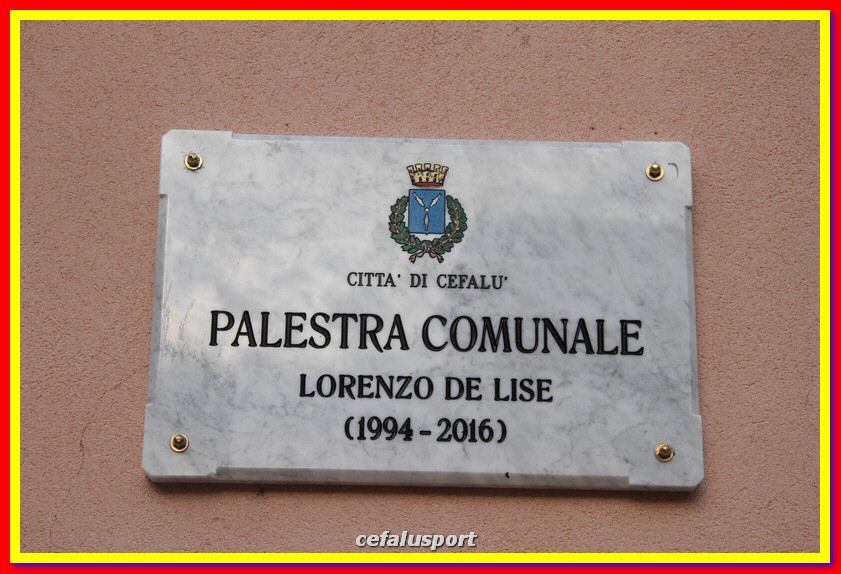 CITTA' DI CEFALU'
PALESTRA COMUNALE
LORENZO DE LISE
(1994-2016)
cefalusport